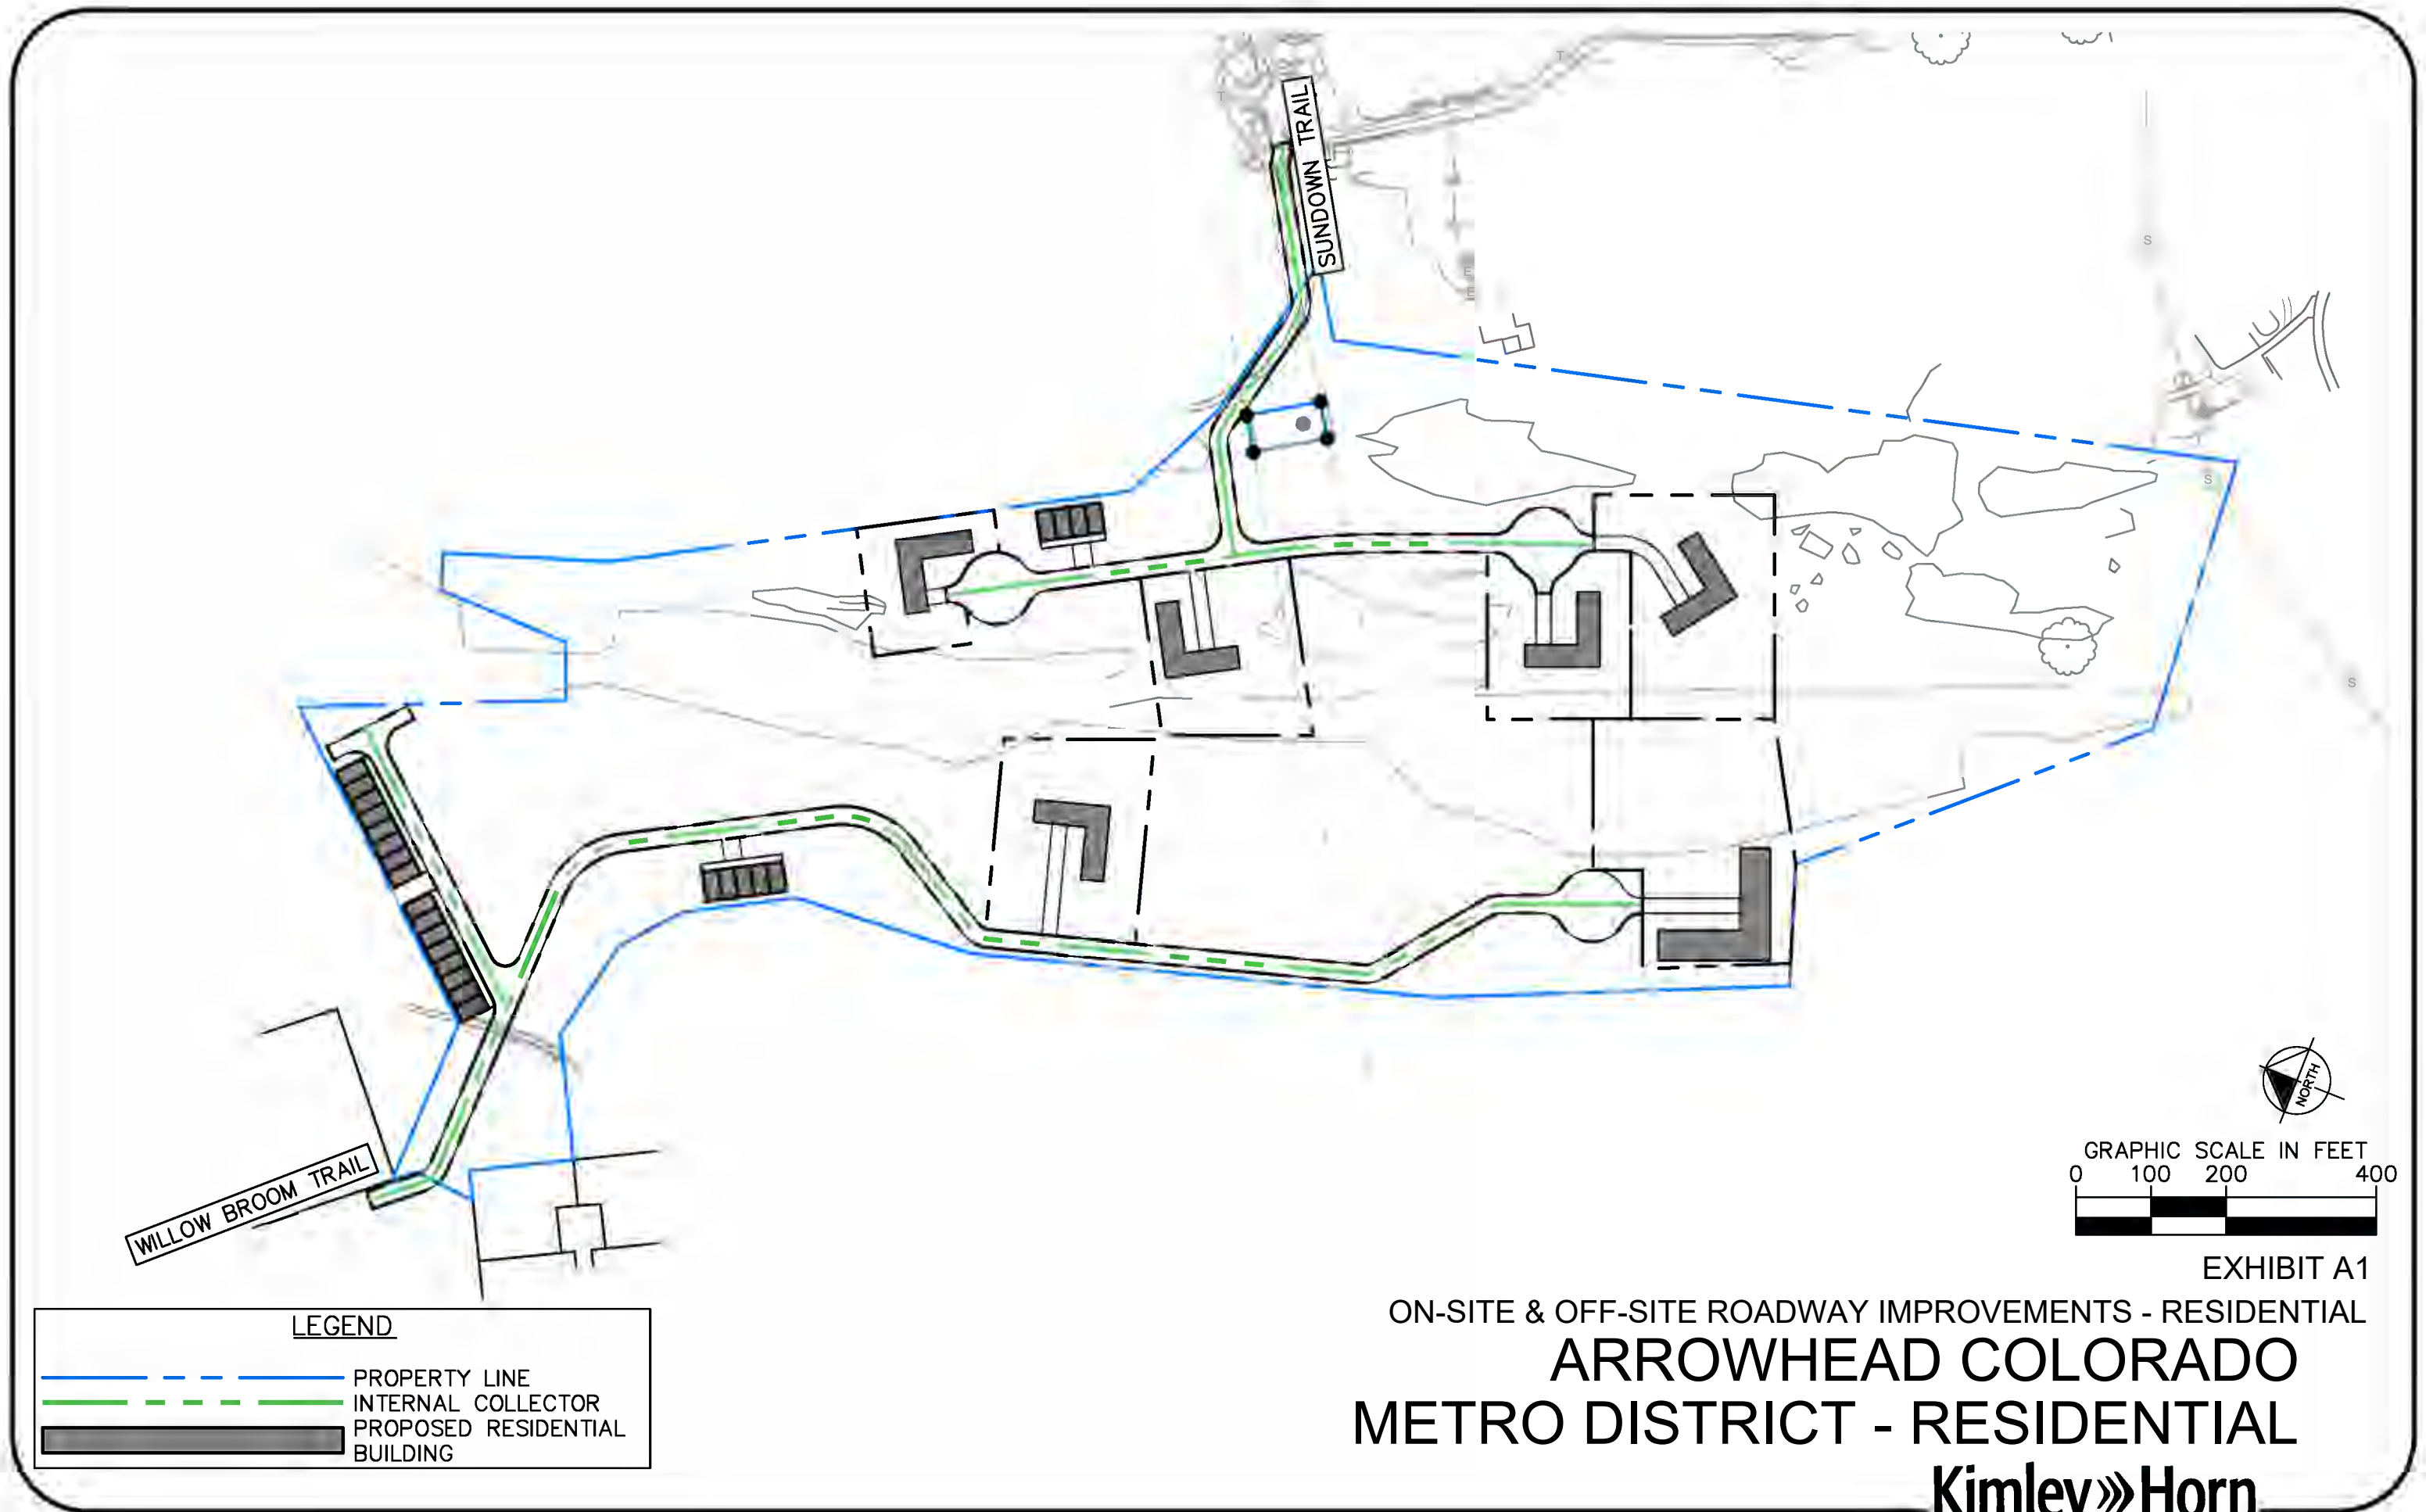 T
T
SUNDOWN TRAIL
S
E
E
S
S
WILLOW BROOM TRAIL
NORTH
GRAPHIC SCALE IN FEET
0 100 200 400
EXHIBIT A1
ON-SITE & OFF-SITE ROADWAY IMPROVEMENTS - RESIDENTIAL
ARROWHEAD COLORADO
METRO DISTRICT - RESIDENTIAL
Kimley»Horn
LEGEND
PROPERTY LINE
INTERNAL COLLECTOR
PROPOSED RESIDENTIAL
BUILDING